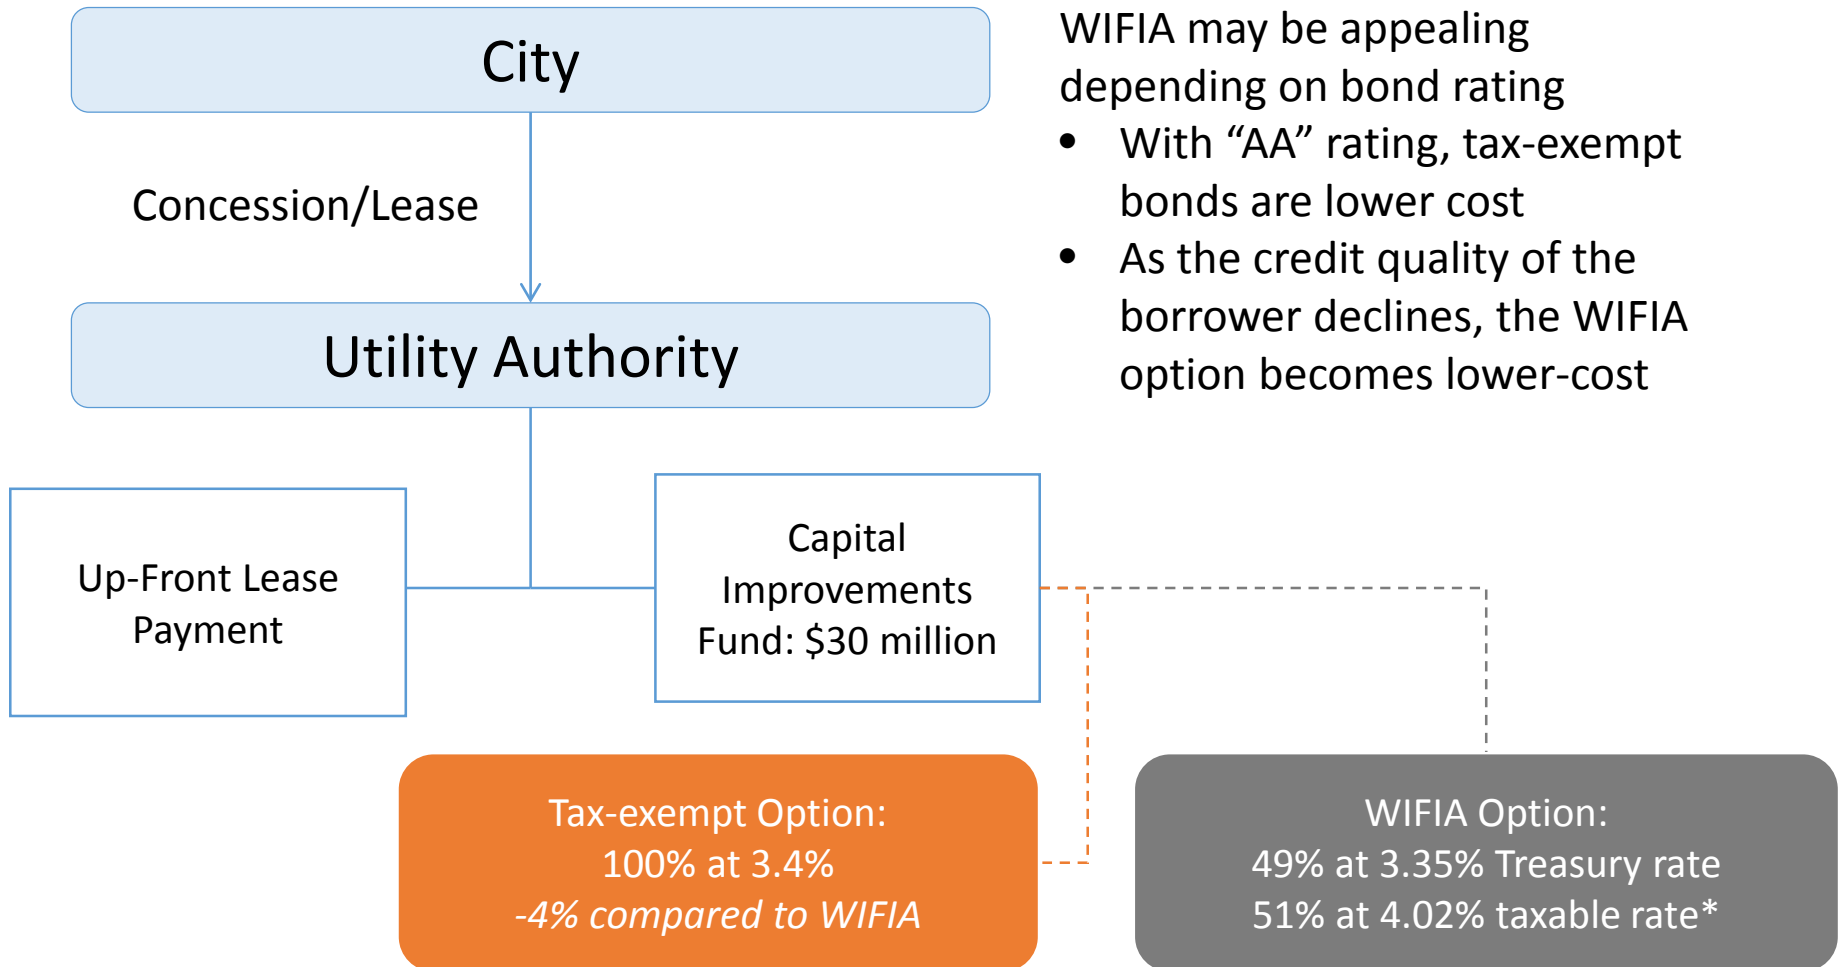 City
Concession/Lease
Utility Authority
Up-Front Lease
Payment
Capital
Improvements
Fund: $30 million
Tax-exempt Option:
100% at 3.4%
-4% compared to WIFIA
WIFIA Option:
49% at 3.35% Treasury rate
51% at 4.02% taxable rate*
WIFIA may be appealing
depending on bond rating
• With “AA” rating, tax-exempt
bonds are lower cost
• As the credit quality of the
borrower declines, the WIFIA
option becomes lower-cost